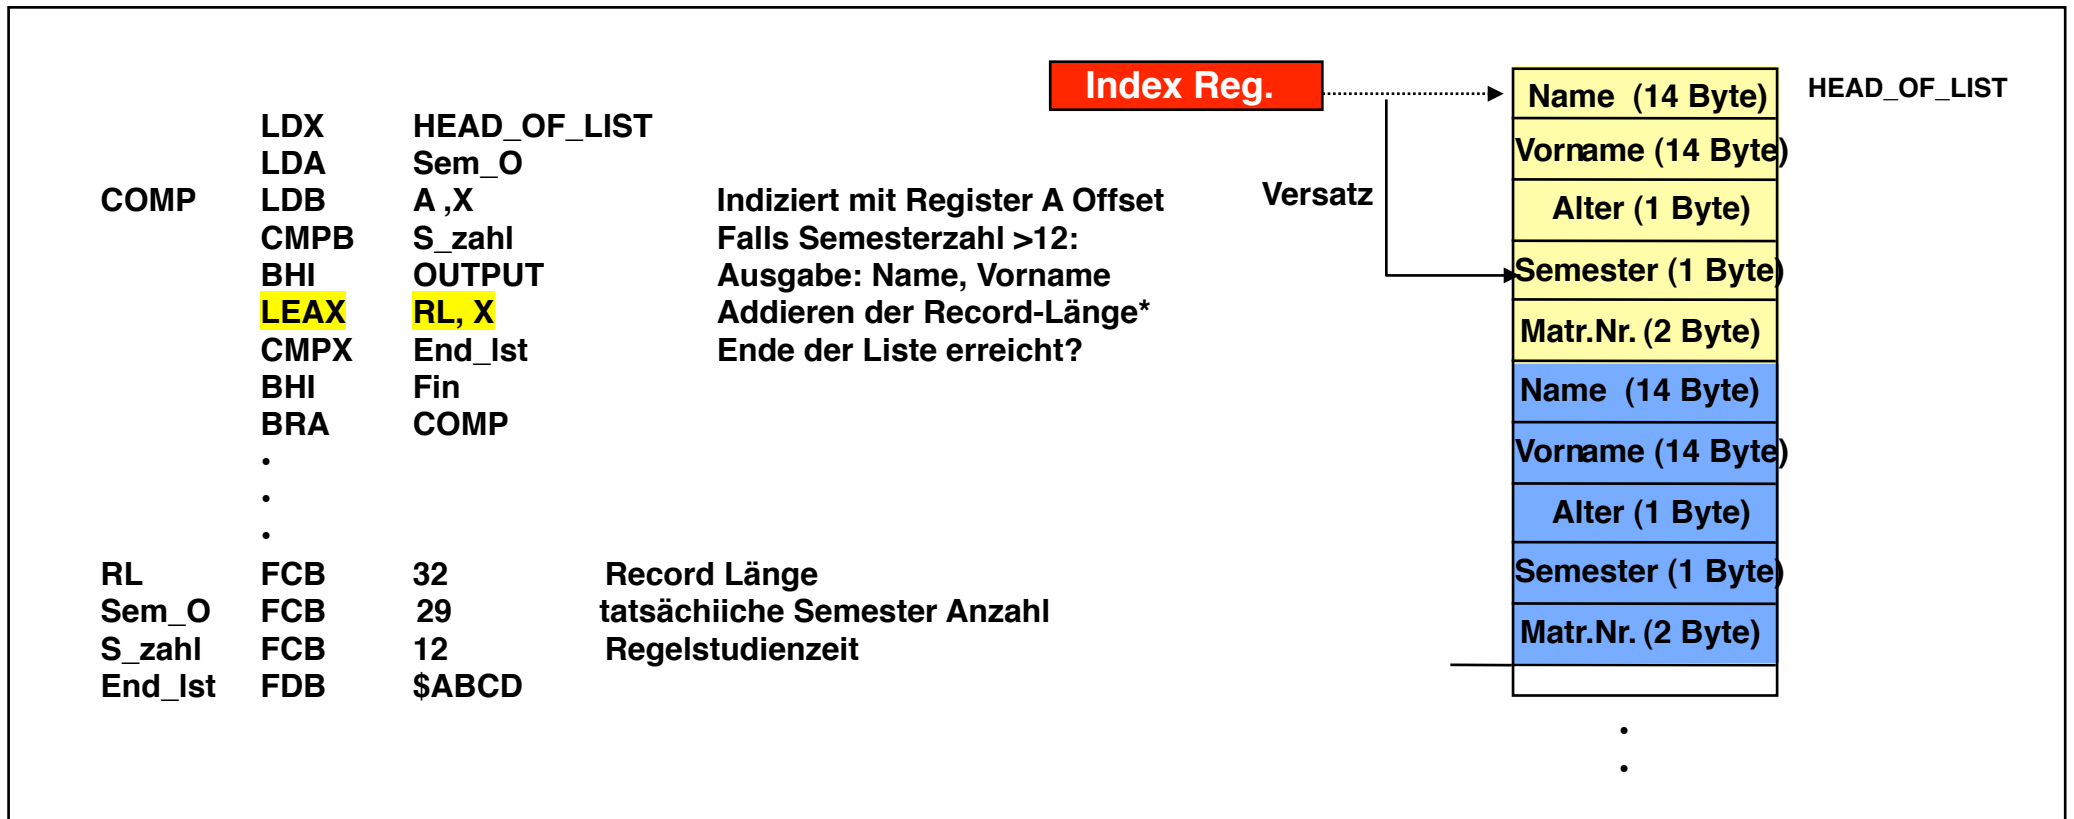 Index Reg.
HEAD_OF_LIST
LDX HEAD_OF_LIST
LDA Sem_O
COMP LDB A ,X Indiziert mit Register A Offset
CMPB S_zahl Falls Semesterzahl >12:
BHI OUTPUT Ausgabe: Name, Vorname
LEAX RL, X Addieren der Record-Länge*
CMPX End_lst Ende der Liste erreicht?
BHI Fin
BRA COMP
.
.
.
RL FCB 32 Record Länge
Sem_O FCB 29 tatsächiiche Semester Anzahl
S_zahl FCB 12 Regelstudienzeit
End_lst FDB $ABCD
Versatz
Name (14 Byte)
Vorname (14 Byte)
Alter (1 Byte)
Semester (1 Byte)
Matr.Nr. (2 Byte)
Name (14 Byte)
Vorname (14 Byte)
Alter (1 Byte)
Semester (1 Byte)
Matr.Nr. (2 Byte)
.
.